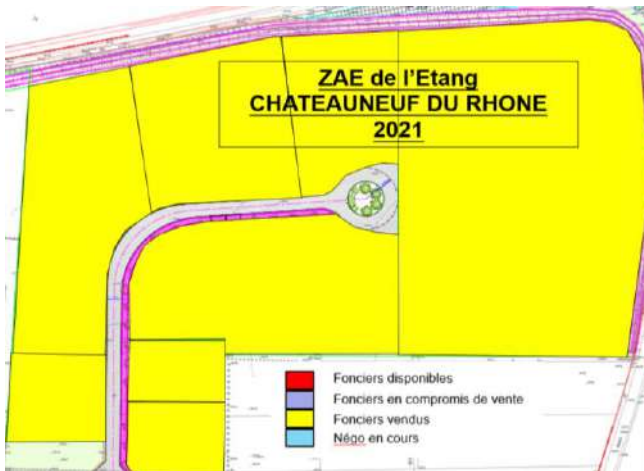 ZAE de l'Etang
CHATEAUNEUF DU RHONE
2021
Fonciers disponibles
Fonciers en compromis de vente
Fonciers vendus
Négo en cours